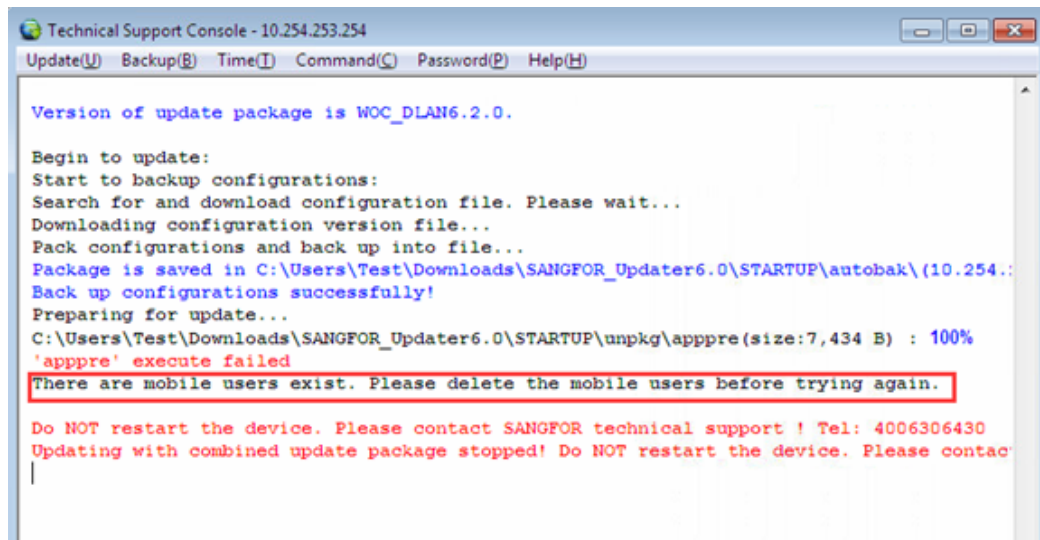 Technical Support Console - 10.254.253.254
Update(U) Backup(B) Time(T) Command(C) Password(P) Help(H)
Version of update package is WOC_DLAN6.2.0.
Begin to update:
Start to backup configurations:
Search for and download configuration file. Please wait...
Downloading configuration version file...
Pack configurations and back up into file...
Package is saved in C:\Users\Test\Downloads\SANGFOR_Updater6.0\STARTUP\autobak\(10.254.
Back up configurations successfully!
Preparing for update...
C:\Users\Test\Downloads\SANGFOR_Updater6.0\STARTUP\unpkg\apppre(size:7,434 B) : 100%
'apppre' execute failed
There are mobile users exist. Please delete the mobile users before trying again.
Do NOT restart the device. Please contact SANGFOR technical support ! Tel: 4006306430
Updating with combined update package stopped! Do NOT restart the device. Please contac